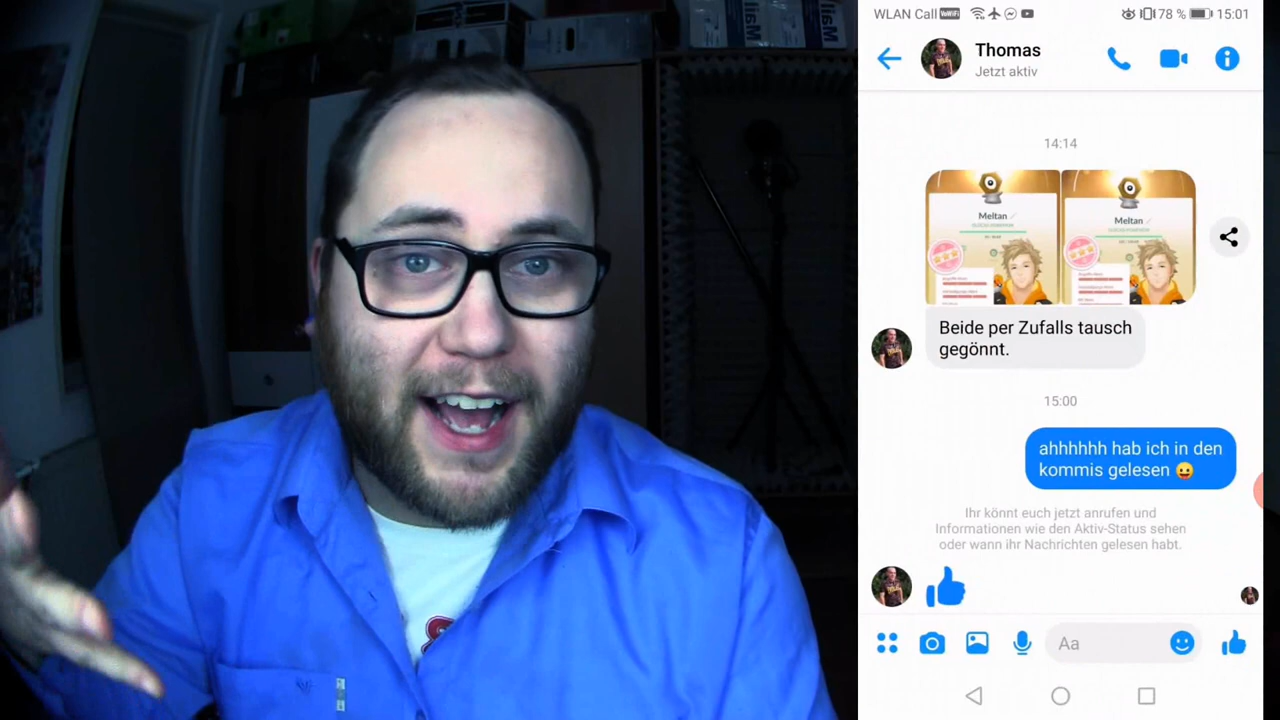 WLAN Call VoWiFi 78 % 15:01
Thomas
Jetzt aktiv
14:14
Meltan
Meltan
Beide per Zufalls tausch
gegönnt.
15:00
ahhhhhh hab ich in den
kommis gelesen 😜
Ihr könnt euch jetzt anrufen und
Informationen wie den Aktiv-Status sehen
oder wann ihr Nachrichten gelesen habt.
Aa